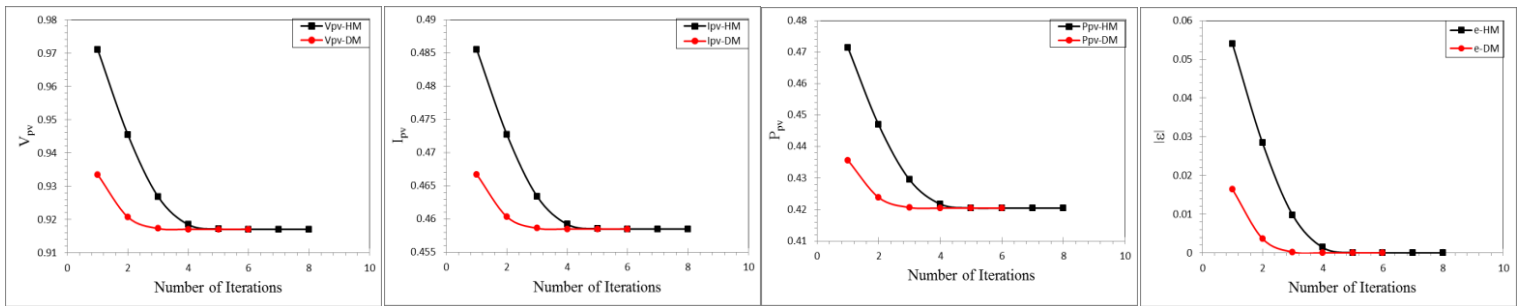 0.98
0.97
0.96
0.95
0.94
0.93
0.92
0.91
Vpv
Vpv-HM
Vpv-DM
0 2 4 6 8 10
Number of Iterations
0.49
0.485
0.48
0.475
0.47
0.465
0.46
0.455
Ipv
Ipv-HM
Ipv-DM
0 2 4 6 8 10
Number of Iterations
0.48
0.47
0.46
0.45
0.44
0.43
0.42
0.41
Ppv
Ppv-HM
Ppv-DM
0 2 4 6 8 10
Number of Iterations
0.06
0.05
0.04
0.03
0.02
0.01
0
|ε|
e-HM
e-DM
0 2 4 6 8 10
Number of Iterations